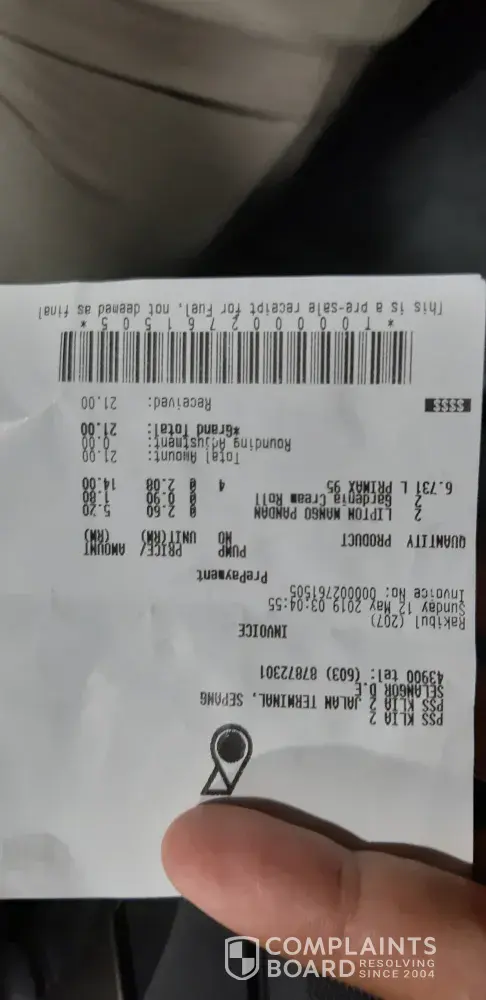 PSS KLIA 2
PSS KLIA 2 JALAN TERMINAL, SEPANG
SELANGOR D.E
43900 tel: (603) 87872301
INVOICE
Rakibul (207)
Sunday 12 May 2019 03:04:55
Invoice No: 00002761505
PrePayment
QUANTITY PRODUCT PUMP NO PRICE/ UNIT(RM) AMOUNT (RM)
2 LIPTON MANGO PANDAN @ 2.60 5.20
2 Gardenia Cream Roll @ 0.90 1.80
6.731 L PRIMAX 95 4 @ 2.08 14.00
Total Amount: 21.00
Rounding Adjustment: 0.00
*Grand Total: 21.00
$$$$$ Received: 21.00
* T 0 0 0 0 0 2 7 6 1 5 0 5 *
This is a pre-sale receipt for Fuel, not deemed as final
COMPLAINTS
BOARD RESOLVING SINCE 2004